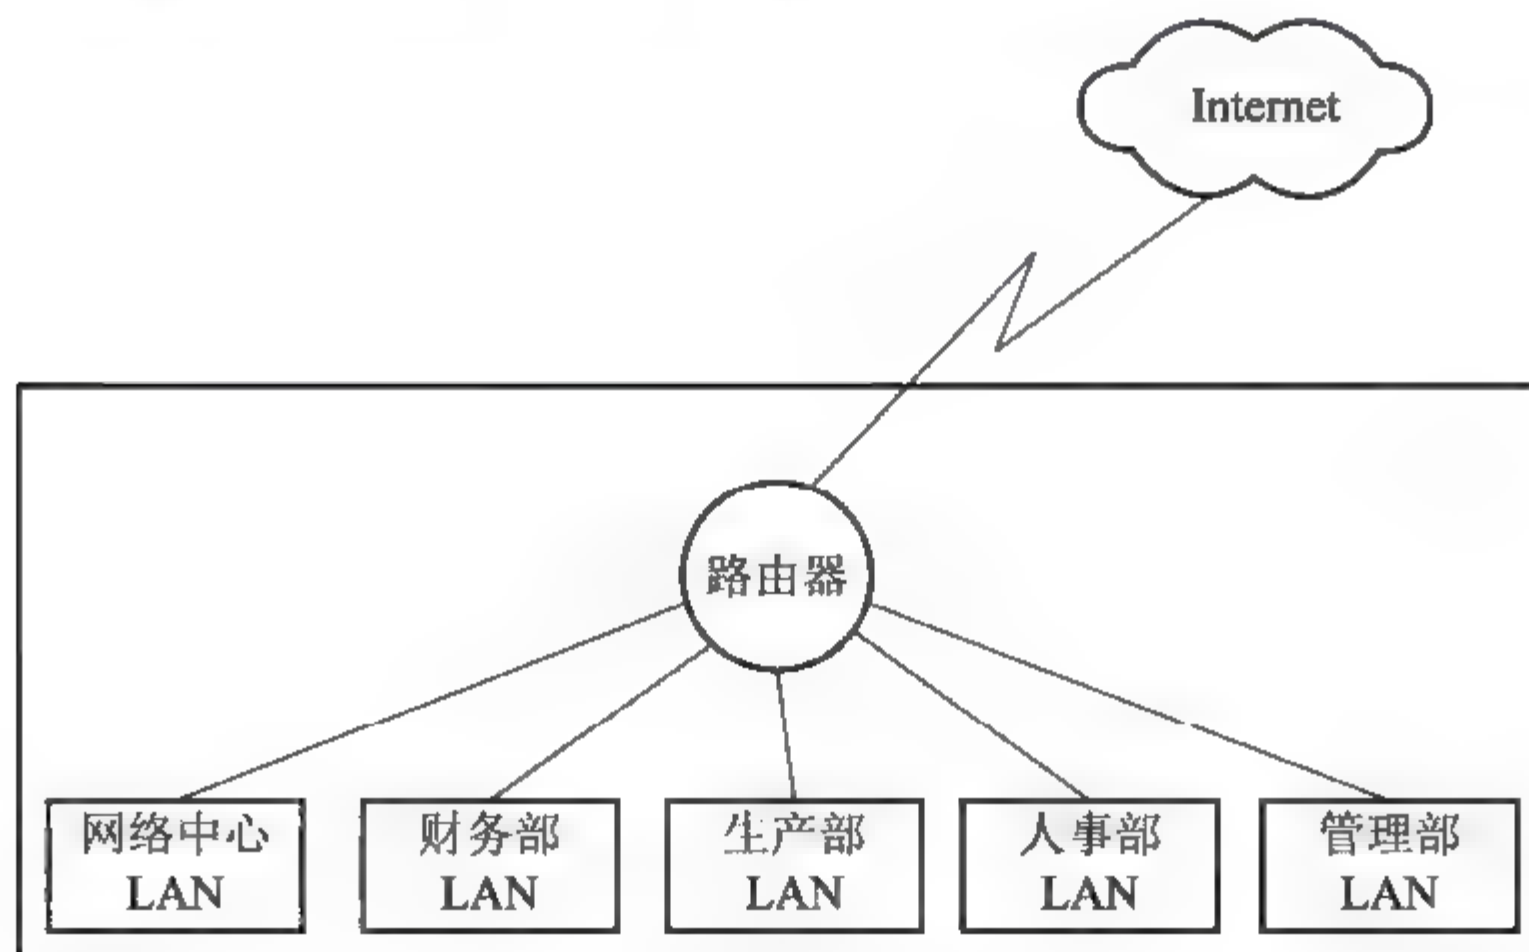 Internet
路由器
网络中心
LAN
财务部
LAN
生产部
LAN
人事部
LAN
管理部
LAN